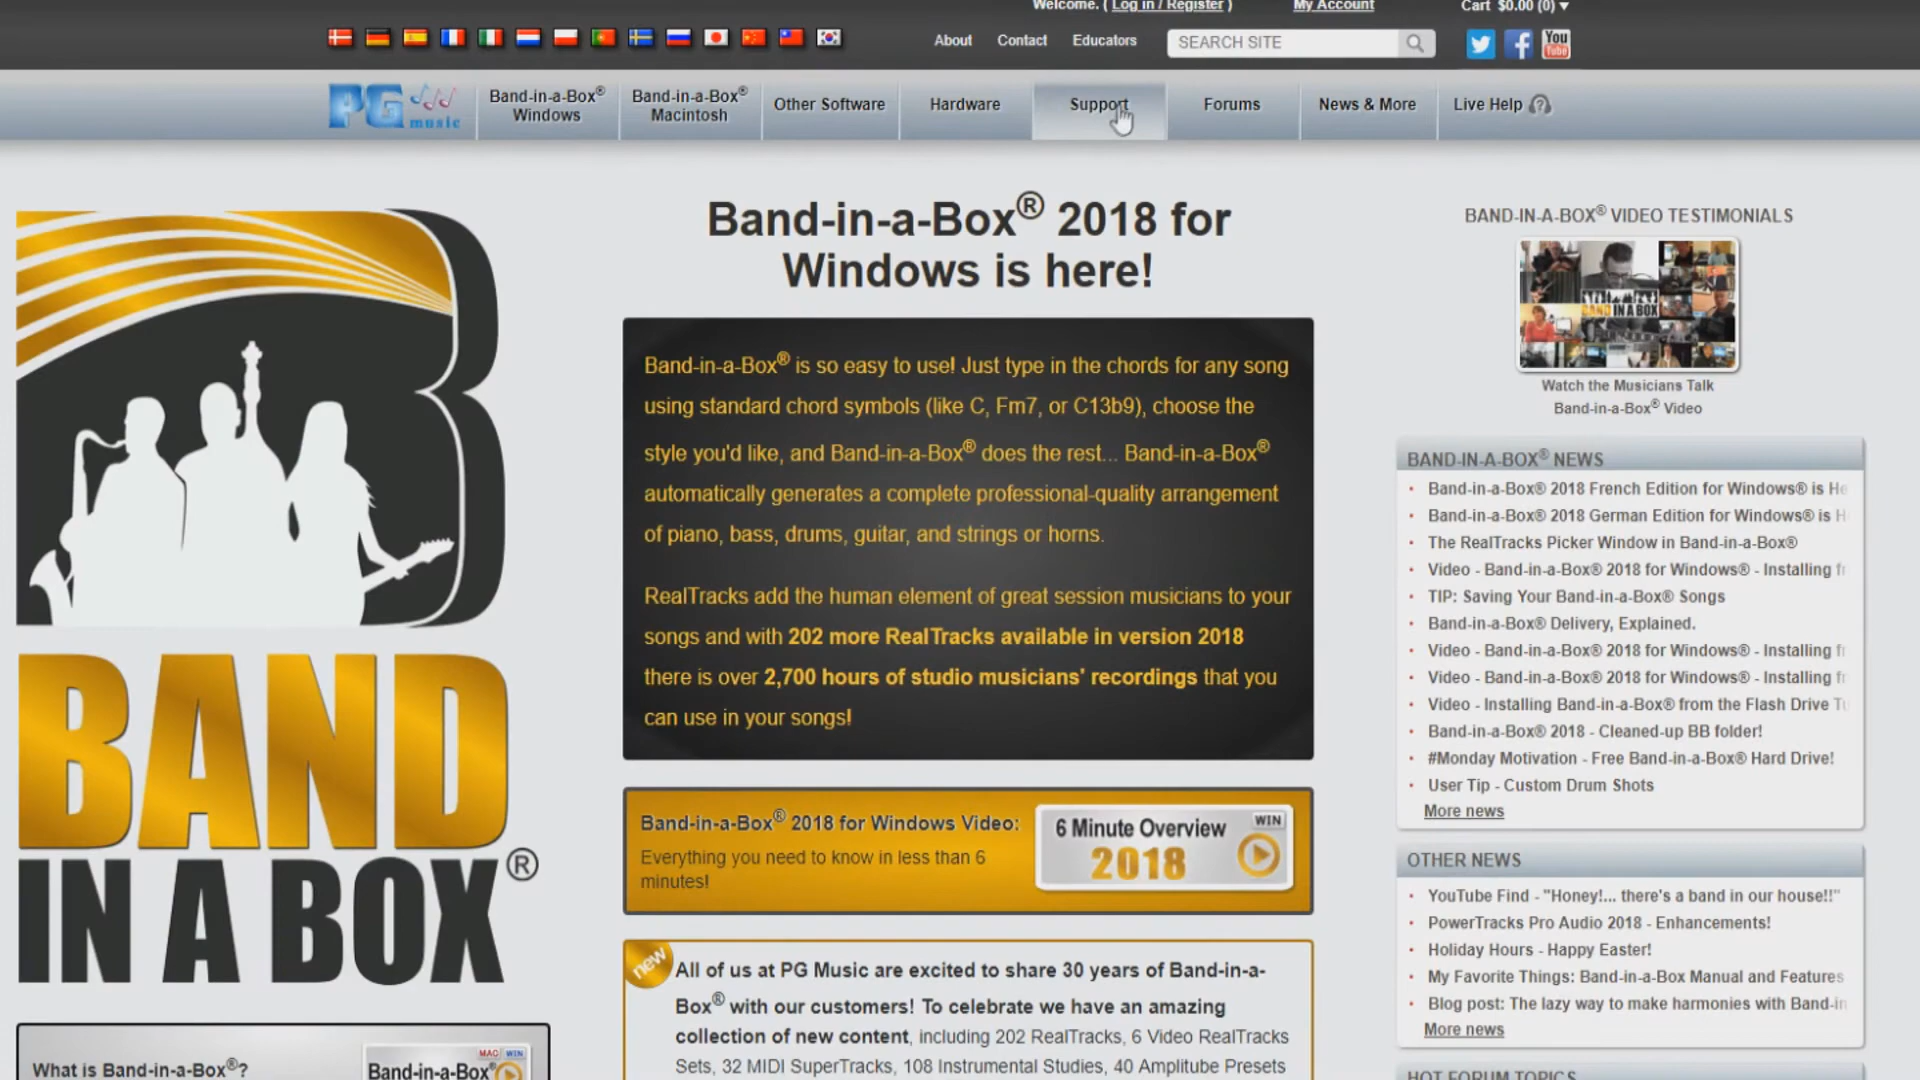 Welcome. ( Log in / Register )
My Account
Cart $0.00 (0) ▼
About
Contact
Educators
SEARCH SITE
You
Tube
PG music
Band-in-a-Box®
Windows
Band-in-a-Box®
Macintosh
Other Software
Hardware
Support
Forums
News & More
Live Help
BAND
IN A BOX®
What is Band-in-a-Box®?
MAC WIN
Band-in-a-Box®
Band-in-a-Box® 2018 for
Windows is here!
Band-in-a-Box® is so easy to use! Just type in the chords for any song
using standard chord symbols (like C, Fm7, or C13b9), choose the
style you'd like, and Band-in-a-Box® does the rest... Band-in-a-Box®
automatically generates a complete professional-quality arrangement
of piano, bass, drums, guitar, and strings or horns.
RealTracks add the human element of great session musicians to your
songs and with 202 more RealTracks available in version 2018
there is over 2,700 hours of studio musicians' recordings that you
can use in your songs!
Band-in-a-Box® 2018 for Windows Video:
Everything you need to know in less than 6
minutes!
6 Minute Overview
WIN
2018
new
All of us at PG Music are excited to share 30 years of Band-in-a-
Box® with our customers! To celebrate we have an amazing
collection of new content, including 202 RealTracks, 6 Video RealTracks
Sets, 32 MIDI SuperTracks, 108 Instrumental Studies, 40 Amplitube Presets
BAND-IN-A-BOX® VIDEO TESTIMONIALS
BAND IN A BOX
Watch the Musicians Talk
Band-in-a-Box® Video
BAND-IN-A-BOX® NEWS
Band-in-a-Box® 2018 French Edition for Windows® is He
Band-in-a-Box® 2018 German Edition for Windows® is H
The RealTracks Picker Window in Band-in-a-Box®
Video - Band-in-a-Box® 2018 for Windows® - Installing fr
TIP: Saving Your Band-in-a-Box® Songs
Band-in-a-Box® Delivery, Explained.
Video - Band-in-a-Box® 2018 for Windows® - Installing fr
Video - Band-in-a-Box® 2018 for Windows® - Installing fr
Video - Installing Band-in-a-Box® from the Flash Drive Tu
Band-in-a-Box® 2018 - Cleaned-up BB folder!
#Monday Motivation - Free Band-in-a-Box® Hard Drive!
User Tip - Custom Drum Shots
More news
OTHER NEWS
YouTube Find - "Honey!... there's a band in our house!!"
PowerTracks Pro Audio 2018 - Enhancements!
Holiday Hours - Happy Easter!
My Favorite Things: Band-in-a-Box Manual and Features
Blog post: The lazy way to make harmonies with Band-in
More news
HOT FORUM TOPICS